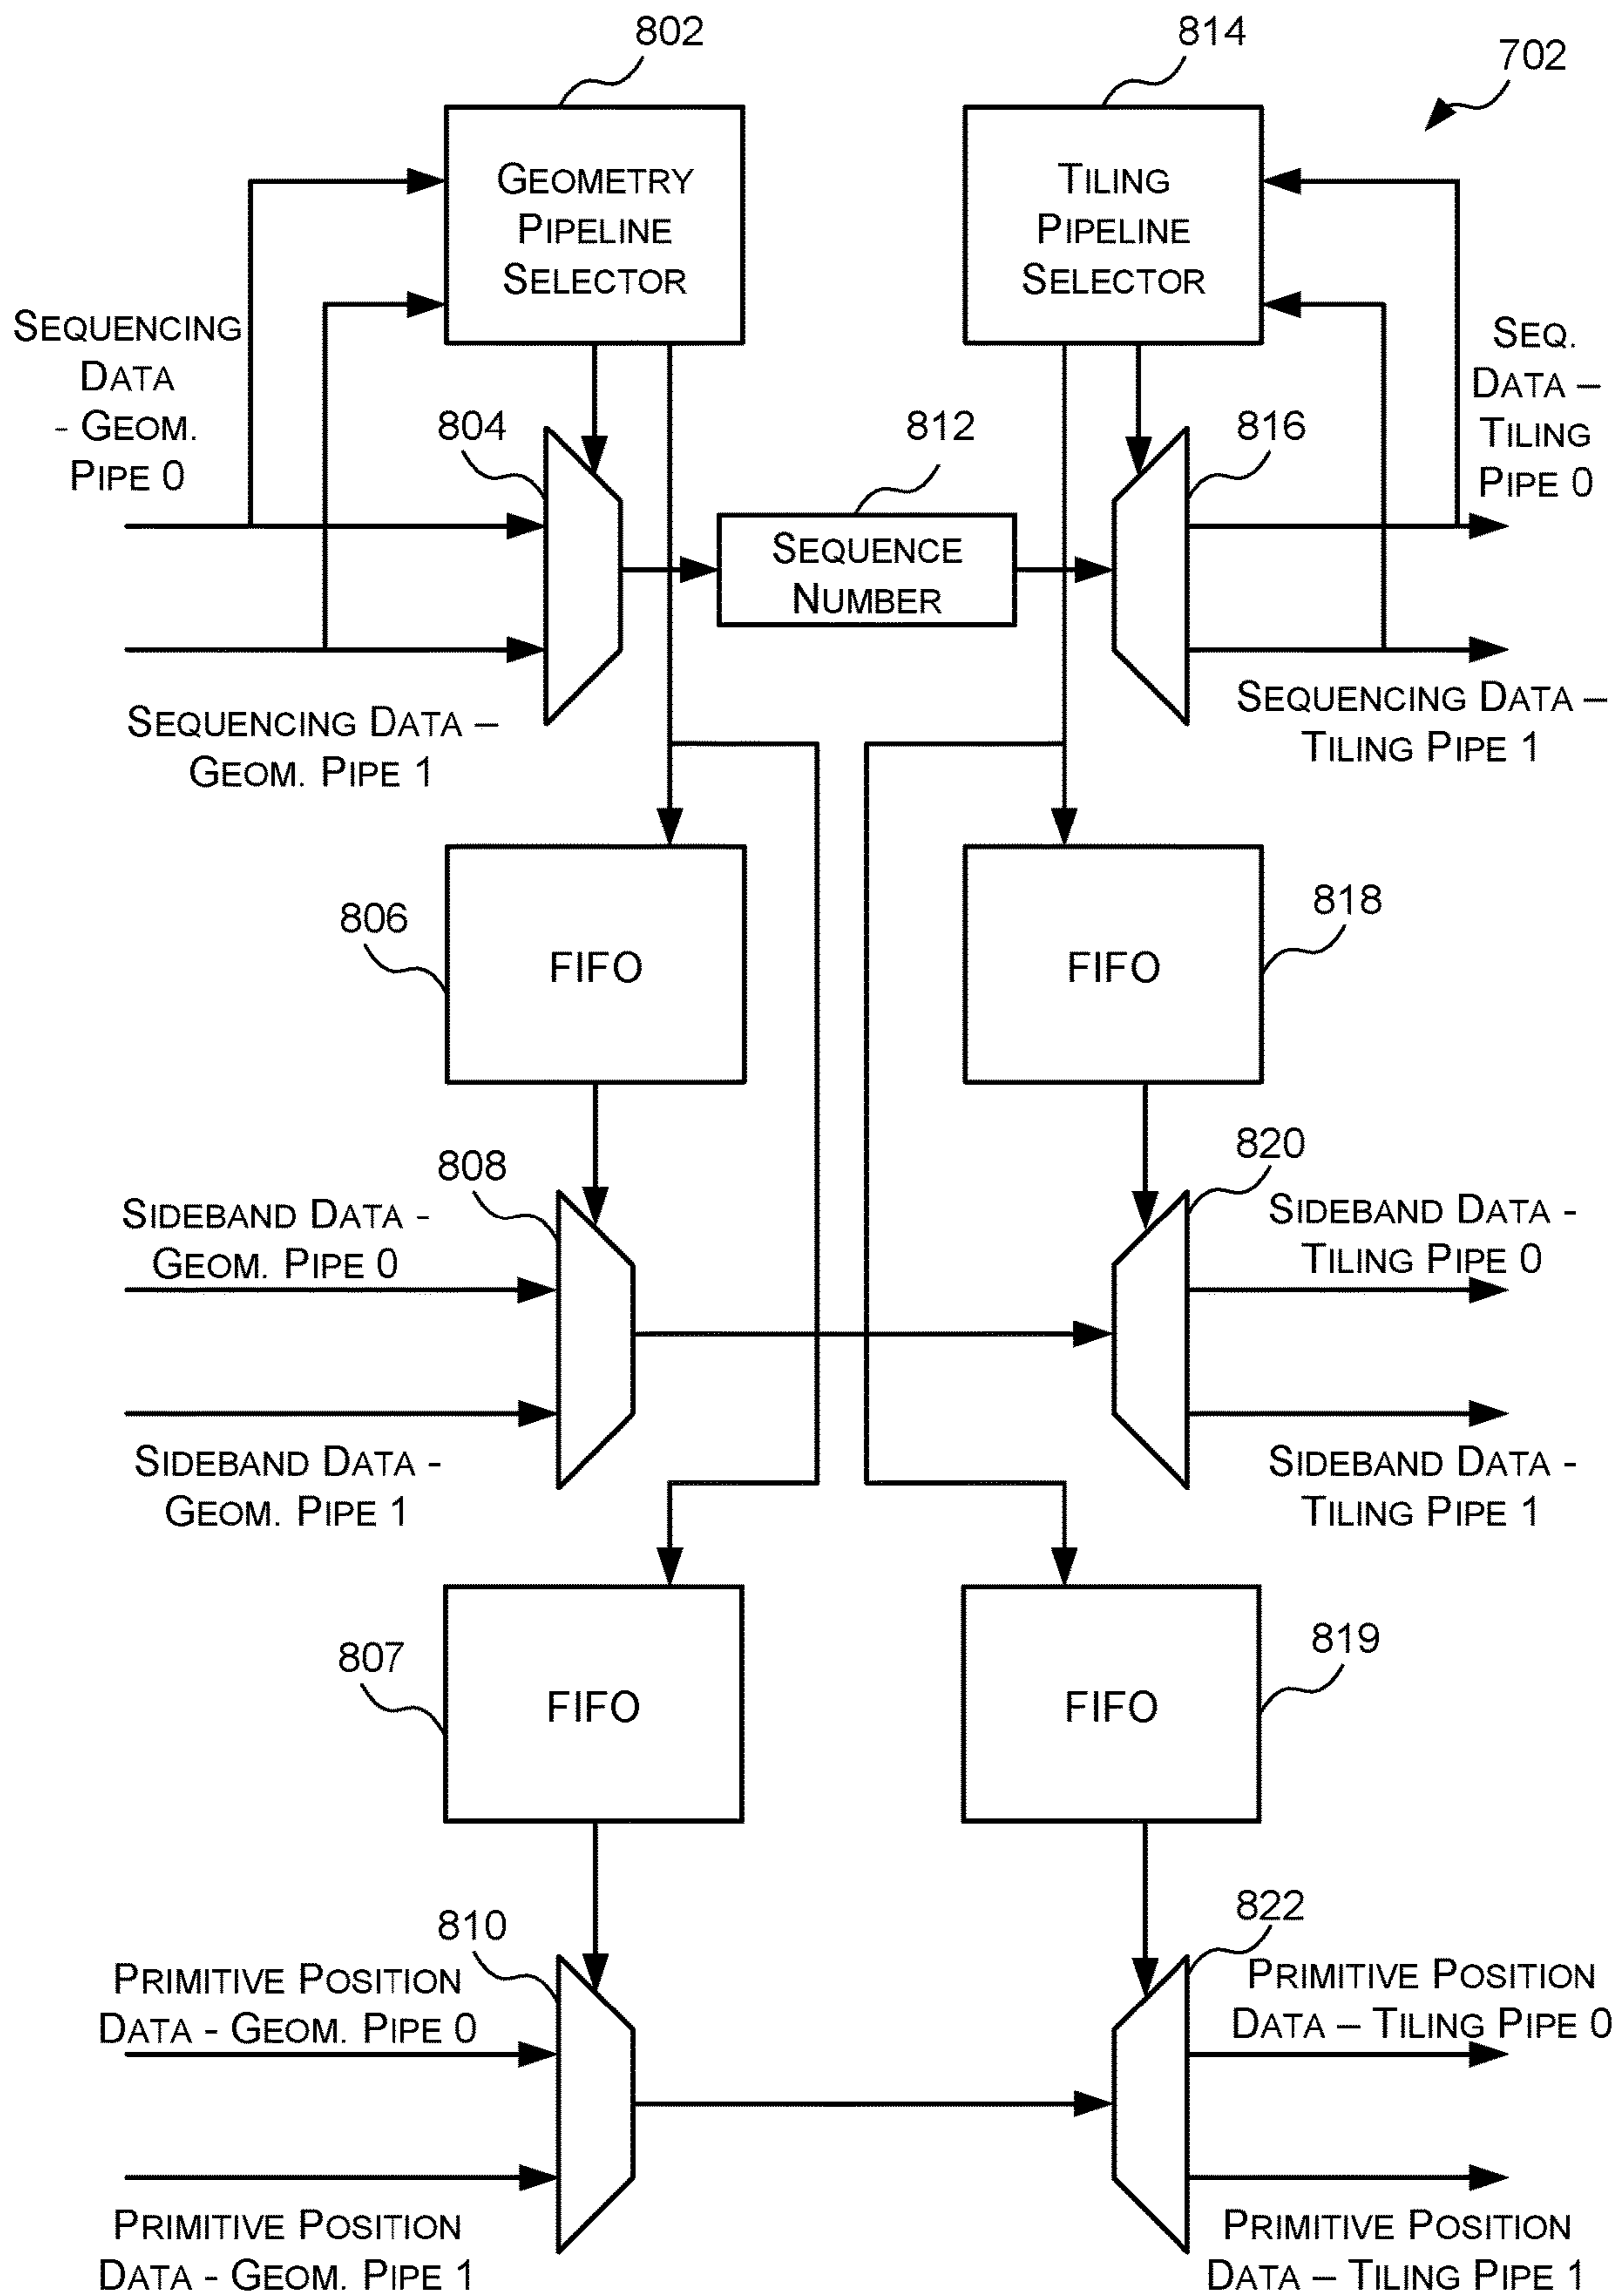 802
814
702
GEOMETRY
PIPELINE
SELECTOR
TILING
PIPELINE
SELECTOR
SEQUENCING
DATA
- GEOM.
PIPE 0
SEQ.
DATA –
TILING
PIPE 0
804
812
816
SEQUENCE
NUMBER
SEQUENCING DATA –
GEOM. PIPE 1
SEQUENCING DATA –
TILING PIPE 1
806
FIFO
818
FIFO
808
820
SIDEBAND DATA -
GEOM. PIPE 0
SIDEBAND DATA -
TILING PIPE 0
SIDEBAND DATA -
GEOM. PIPE 1
SIDEBAND DATA -
TILING PIPE 1
807
FIFO
819
FIFO
810
822
PRIMITIVE POSITION
DATA - GEOM. PIPE 0
PRIMITIVE POSITION
DATA – TILING PIPE 0
PRIMITIVE POSITION
DATA - GEOM. PIPE 1
PRIMITIVE POSITION
DATA – TILING PIPE 1